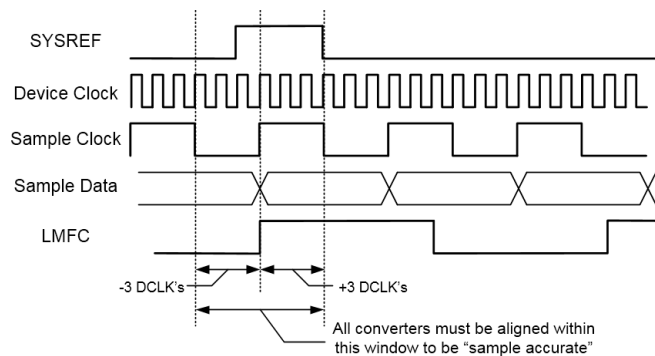 SYSREF
Device Clock
Sample Clock
Sample Data
LMFC
-3 DCLK's
+3 DCLK's
All converters must be aligned within
this window to be “sample accurate”